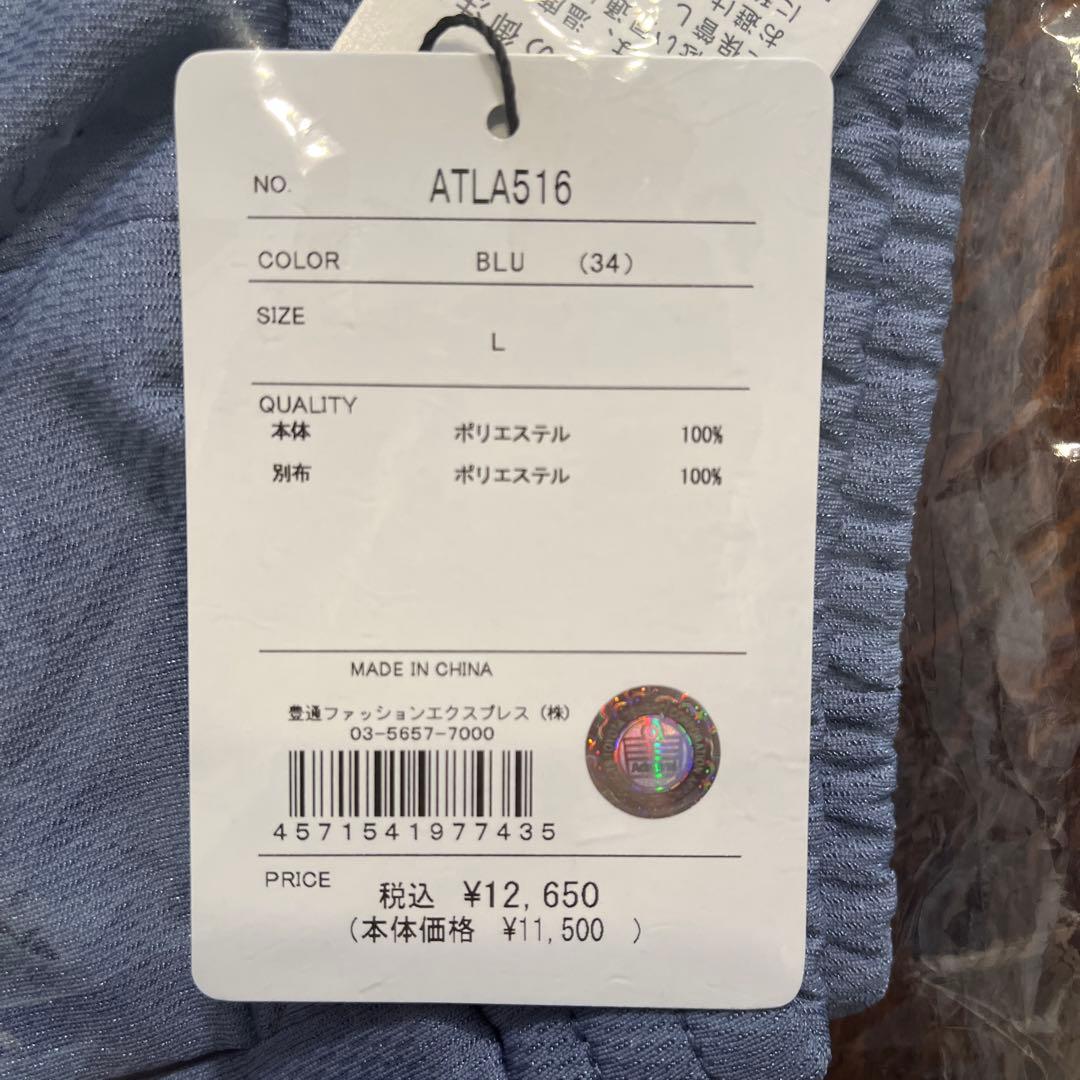 NO. ATLA516
COLOR BLU (34)
SIZE
L
QUALITY
本体 ポリエステル 100%
別布 ポリエステル 100%
MADE IN CHINA
豊通ファッションエクスプレス (株)
03-5657-7000
Admiral
4571541977435
PRICE 税込 ¥12,650
(本体価格 ¥11,500 )